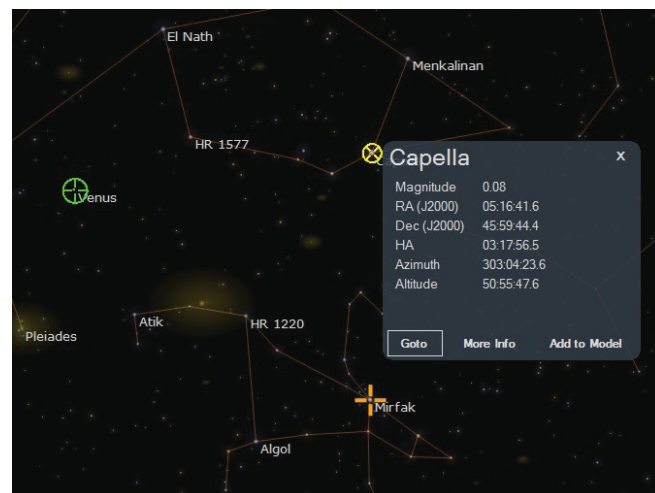 El Nath
Menkalinan
HR 1577
Capella x
Magnitude 0.08
RA (J2000) 05:16:41.6
Dec (J2000) 45:59:44.4
HA 03:17:56.5
Azimuth 303:04:23.6
Altitude 50:55:47.6
Goto More Info Add to Model
Venus
Atik
HR 1220
Pleiades
Mirfak
Algol